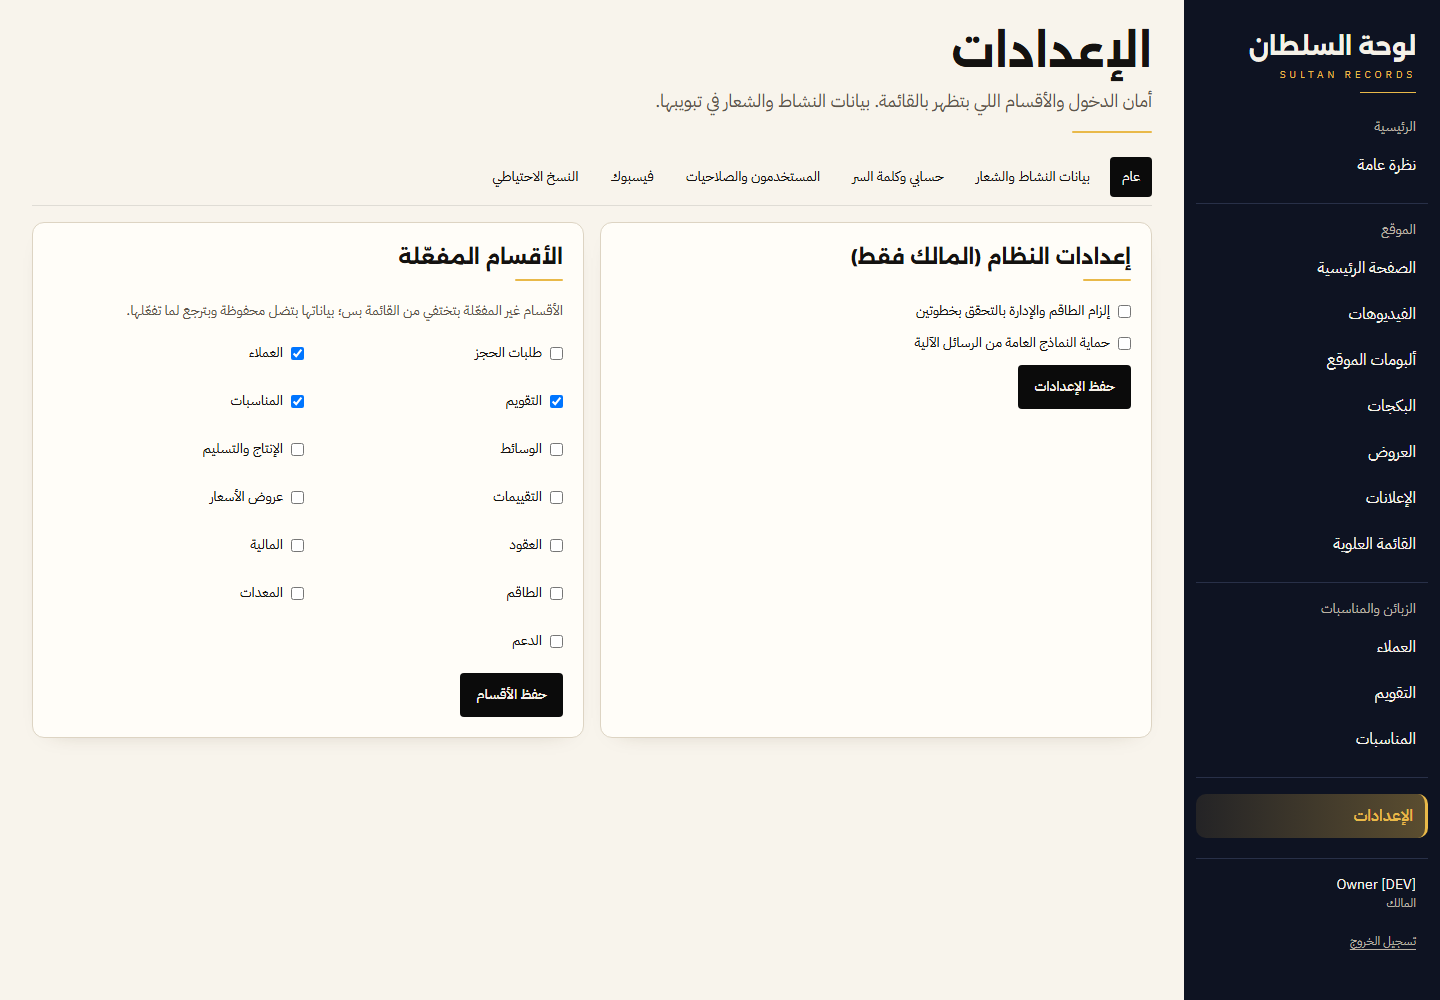 لوحة السلطان
SULTAN RECORDS
الرئيسية
نظرة عامة
الموقع
الصفحة الرئيسية
الفيديوهات
ألبومات الموقع
البكجات
العروض
الإعلانات
القائمة العلوية
الزبائن والمناسبات
العملاء
التقويم
المناسبات
الإعدادات
Owner [DEV]
المالك
تسجيل الخروج
الإعدادات
أمان الدخول والأقسام اللي بتظهر بالقائمة. بيانات النشاط والشعار في تبويبها.
عام
بيانات النشاط والشعار
حسابي وكلمة السر
المستخدمون والصلاحيات
فيسبوك
النسخ الاحتياطي
إعدادات النظام (المالك فقط)
إلزام الطاقم والإدارة بالتحقق بخطوتين
حماية النماذج العامة من الرسائل الآلية
حفظ الإعدادات
الأقسام المفعّلة
الأقسام غير المفعّلة بتختفي من القائمة بس؛ بياناتها بتضل محفوظة وبترجع لما تفعّلها.
طلبات الحجز
العملاء
التقويم
المناسبات
الوسائط
الإنتاج والتسليم
التقييمات
عروض الأسعار
العقود
المالية
الطاقم
المعدات
الدعم
حفظ الأقسام